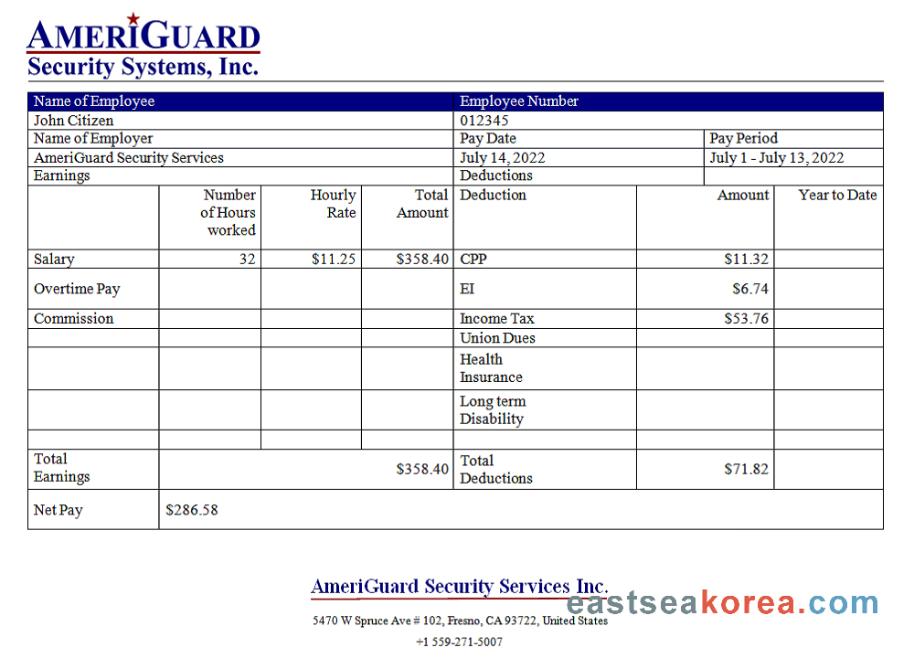 AMERIGUARD
Security Systems, Inc.
Name of Employee Employee Number
John Citizen 012345
Name of Employer Pay Date Pay Period
AmeriGuard Security Services July 14, 2022 July 1 - July 13, 2022
Earnings Deductions
Number of Hours worked Hourly Rate Total Amount Deduction Amount Year to Date
Salary 32 $11.25 $358.40 CPP $11.32
Overtime Pay EI $6.74
Commission Income Tax $53.76
Union Dues
Health
Insurance
Long term
Disability
Total Earnings $358.40 Total Deductions $71.82
Net Pay $286.58
AmeriGuard Security Services Inc.
eastseakorea.com
5470 W Spruce Ave # 102, Fresno, CA 93722, United States
+1 559-271-5007